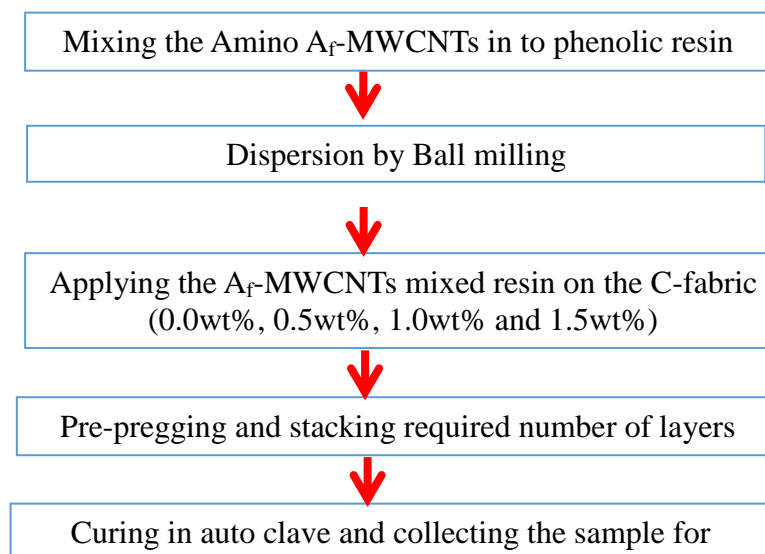 Mixing the Amino Af-MWCNTs in to phenolic resin
Dispersion by Ball milling
Applying the Af-MWCNTs mixed resin on the C-fabric
(0.0wt%, 0.5wt%, 1.0wt% and 1.5wt%)
Pre-pregging and stacking required number of layers
Curing in auto clave and collecting the sample for